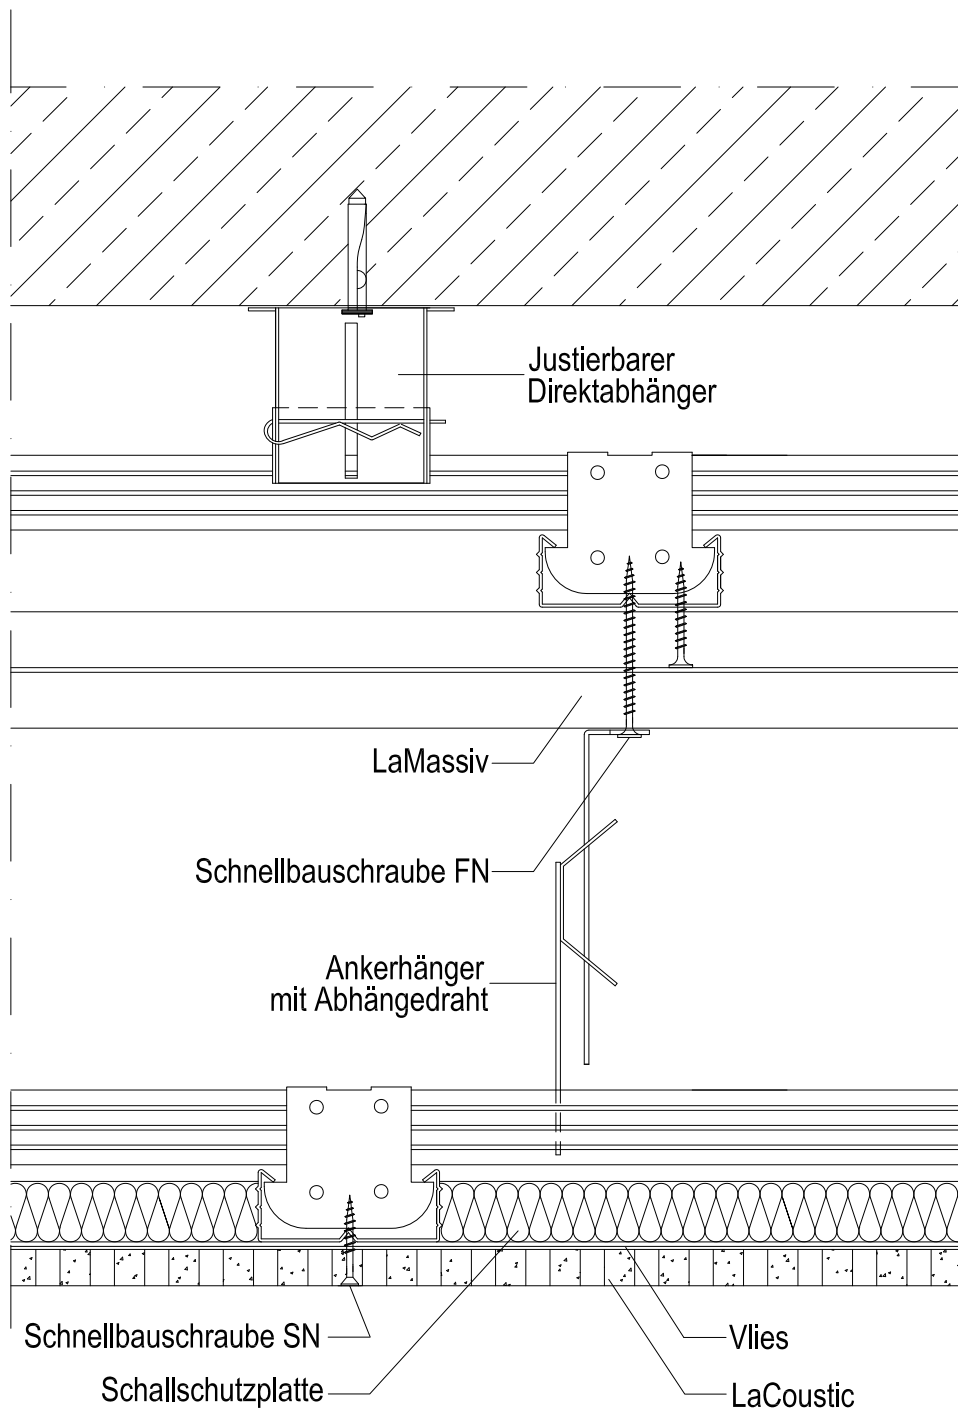 Justierbarer
Direktabhänger
LaMassiv
Schnellbauschraube FN
Ankerhänger
mit Abhängedraht
Schnellbauschraube SN
Vlies
Schallschutzplatte
LaCoustic